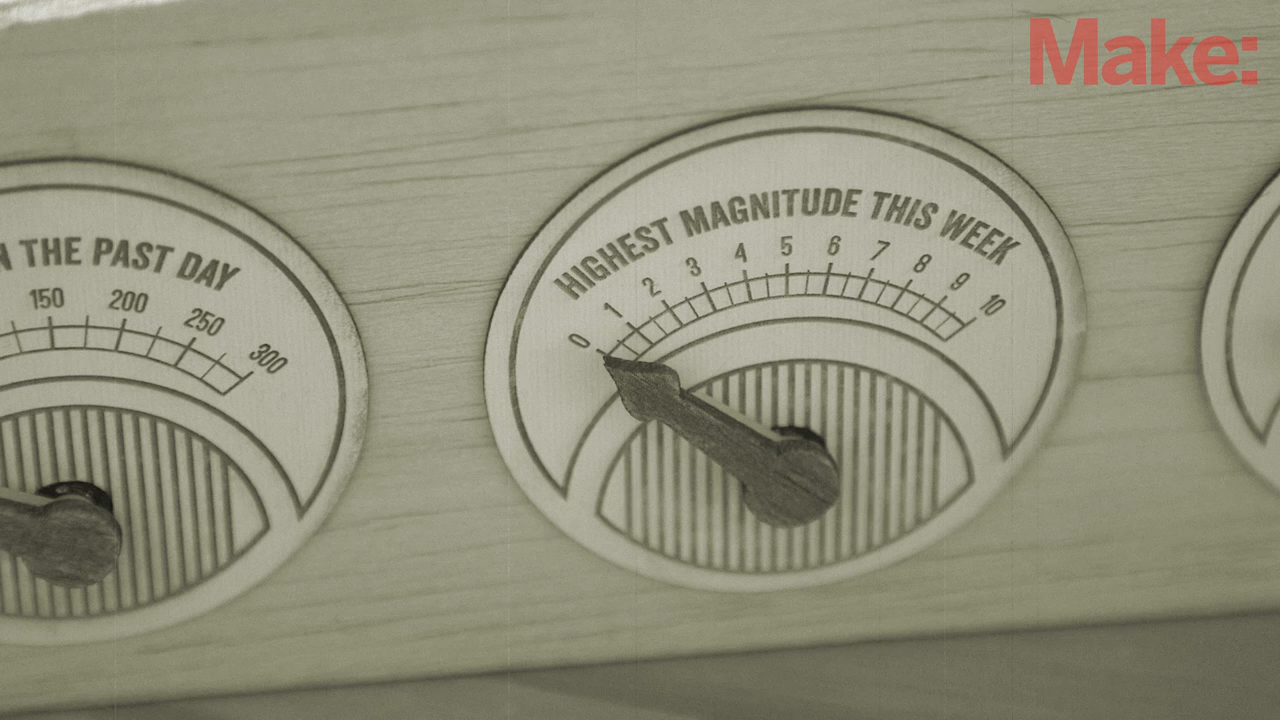 Make:
THE PAST DAY
150 200 250 300
HIGHEST MAGNITUDE THIS WEEK
0 1 2 3 4 5 6 7 8 9 10